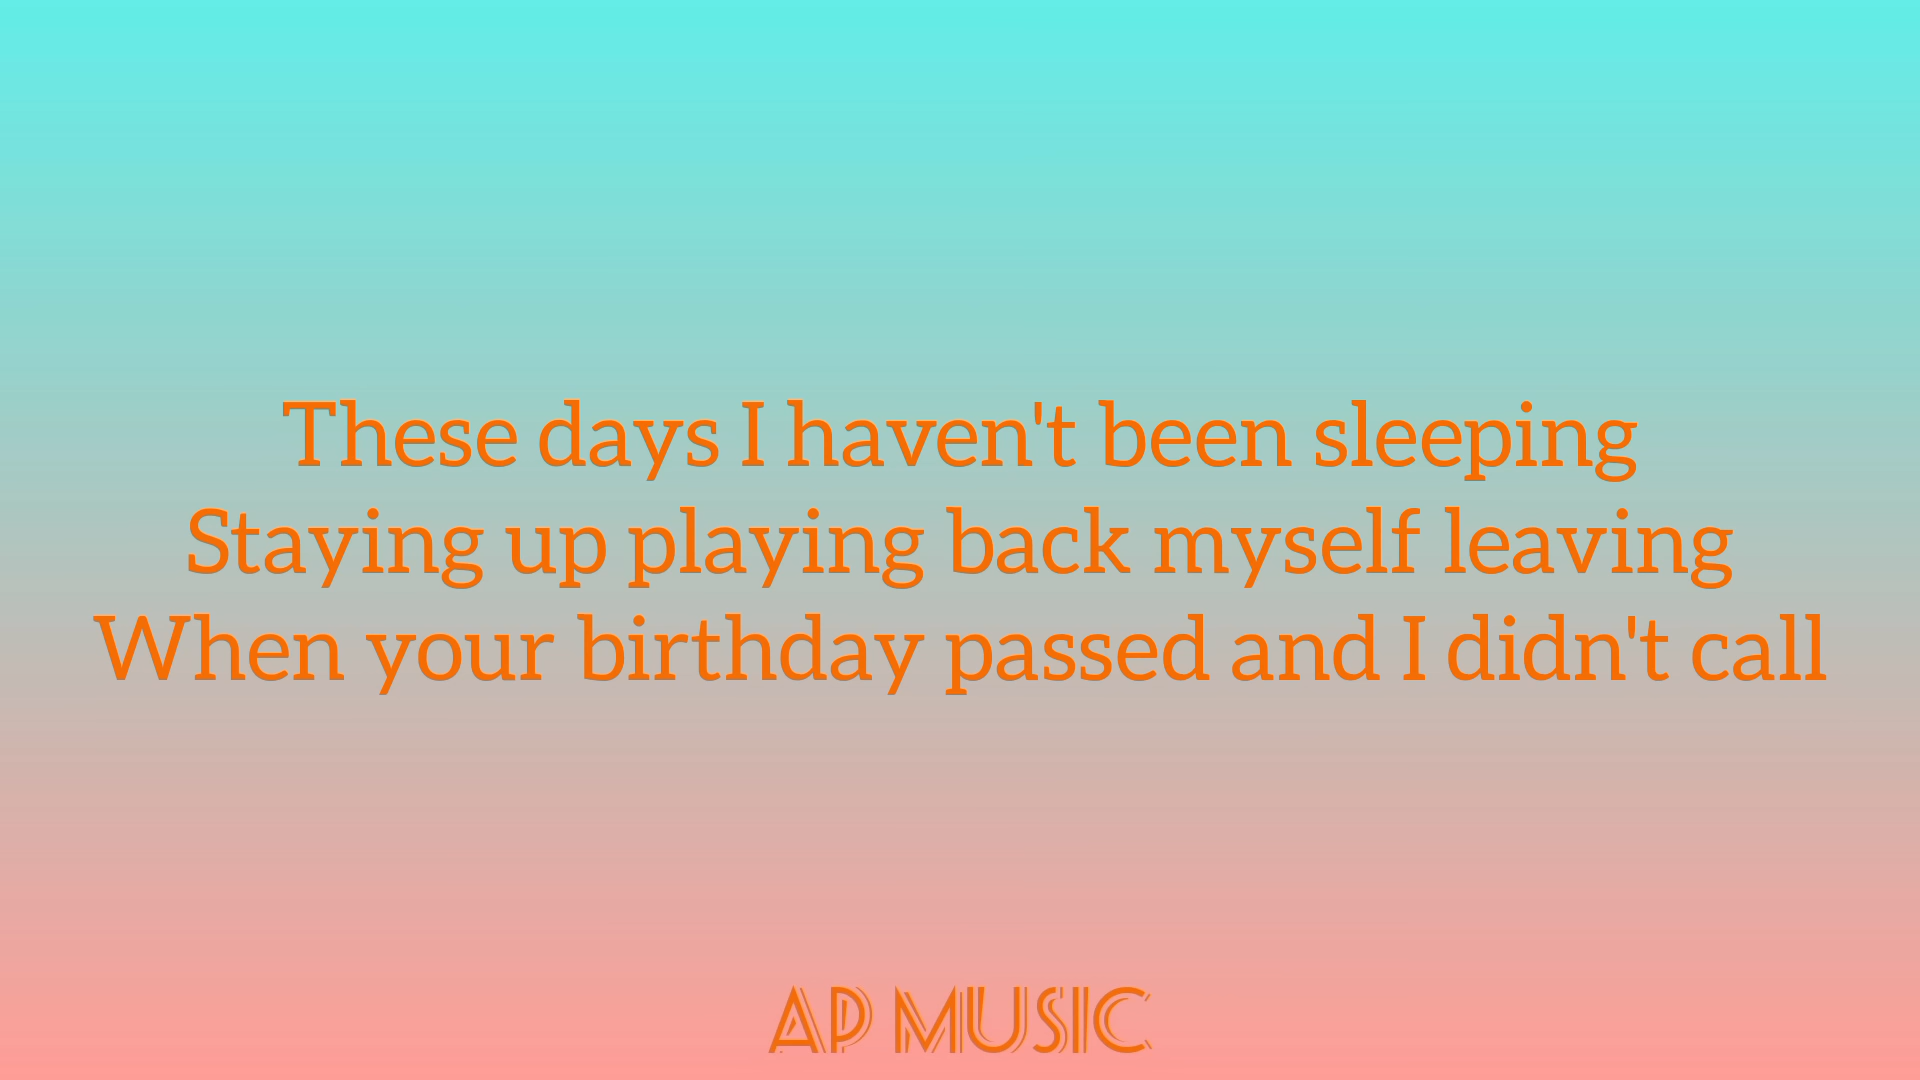 These days I haven't been sleeping
Staying up playing back myself leaving
When your birthday passed and I didn't call
AP MUSIC